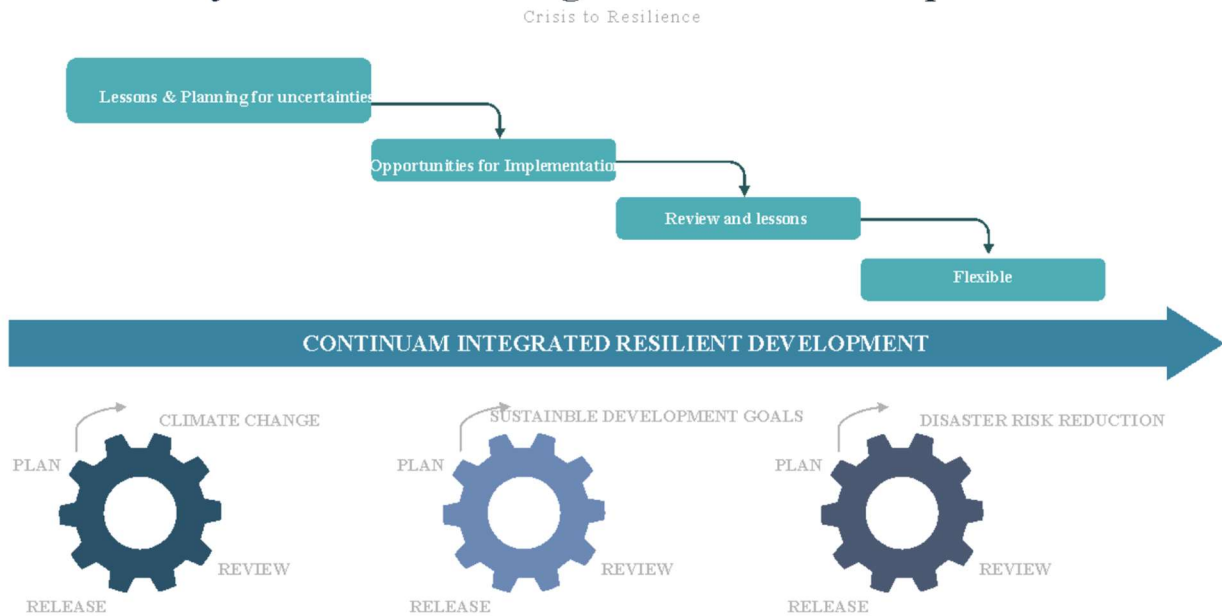 Crisis to Resilience
Lessons & Planning for uncertainties
Opportunities for Implementation
Review and lessons
Flexible
CONTINUAM INTEGRATED RESILIENT DEVELOPMENT
CLIMATE CHANGE
PLAN
REVIEW
RELEASE
SUSTAINBLE DEVELOPMENT GOALS
PLAN
REVIEW
RELEASE
DISASTER RISK REDUCTION
PLAN
REVIEW
RELEASE